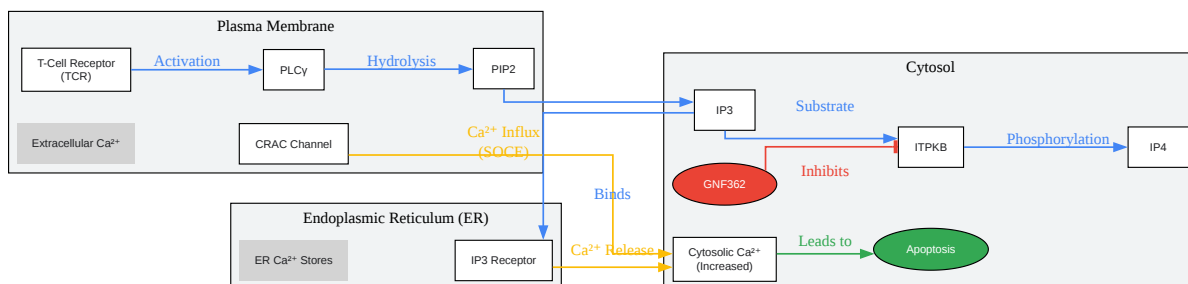 Plasma Membrane
T-Cell Receptor
(TCR)
Activation
PLCγ
Hydrolysis
PIP2
Extracellular Ca²⁺
CRAC Channel
Ca²⁺ Influx
(SOCE)
Cytosol
IP3
Substrate
ITPKB
Phosphorylation
IP4
GNF362
Inhibits
Binds
Endoplasmic Reticulum (ER)
ER Ca²⁺ Stores
IP3 Receptor
Ca²⁺ Release
Cytosolic Ca²⁺
(Increased)
Leads to
Apoptosis